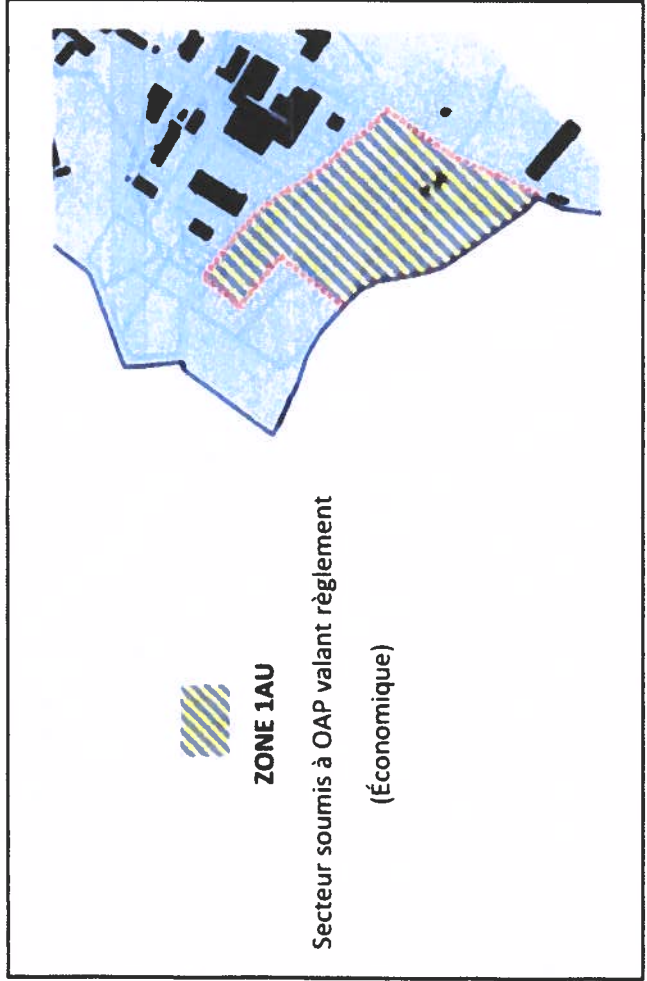 ZONE 1AU
Secteur soumis à OAP valant règlement
(Économique)